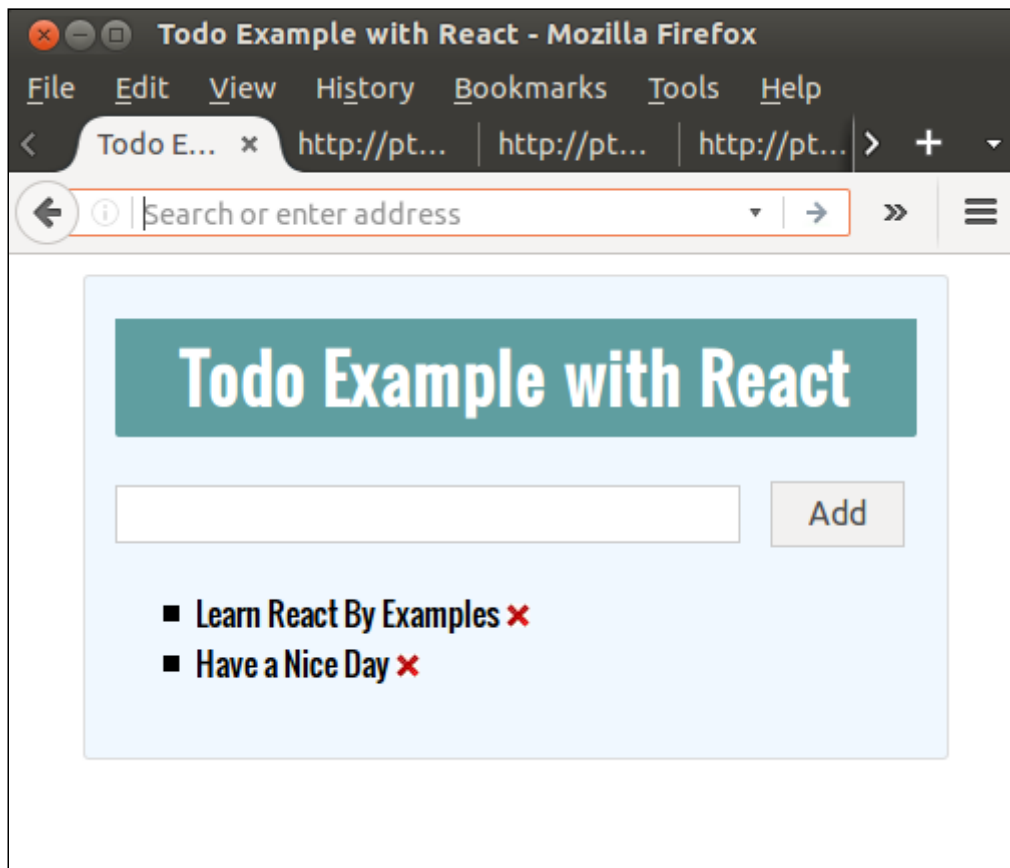 Todo Example with React - Mozilla Firefox
File Edit View History Bookmarks Tools Help
Todo E... http://pt... http://pt... http://pt...
Search or enter address
Todo Example with React
Add
Learn React By Examples
Have a Nice Day